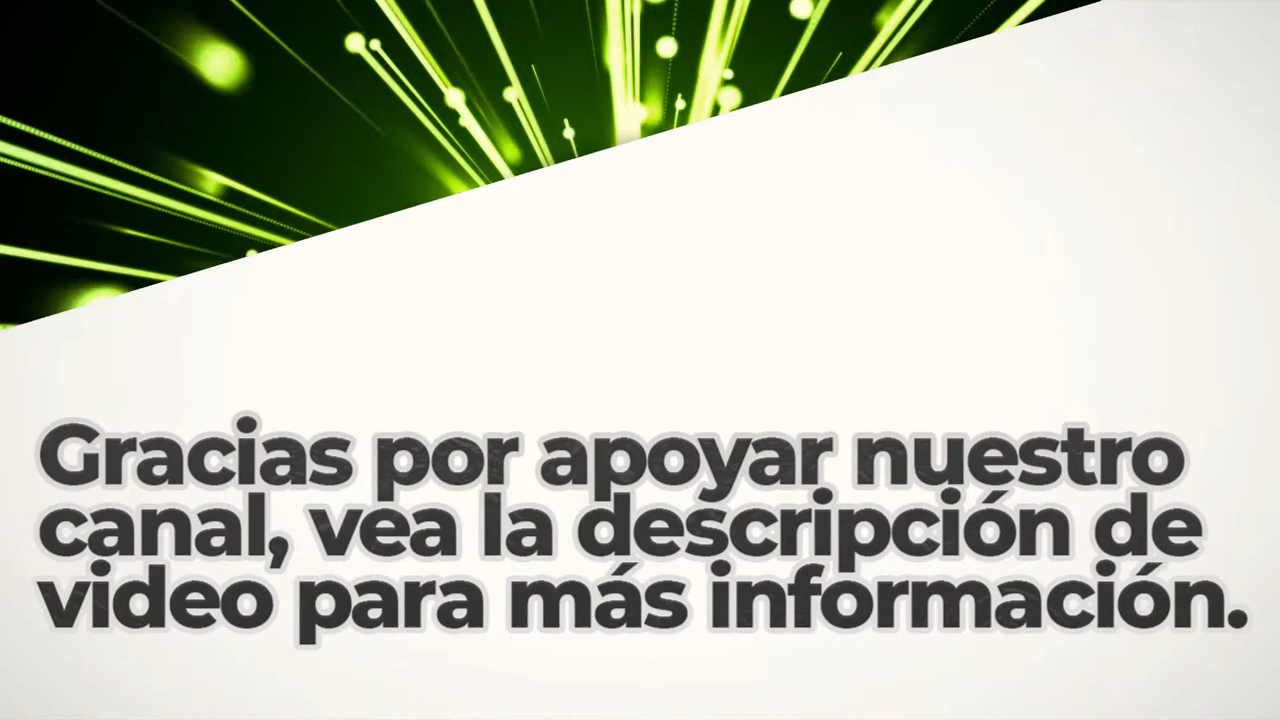 Gracias por apoyar nuestro
canal, vea la descripción de
video para más información.